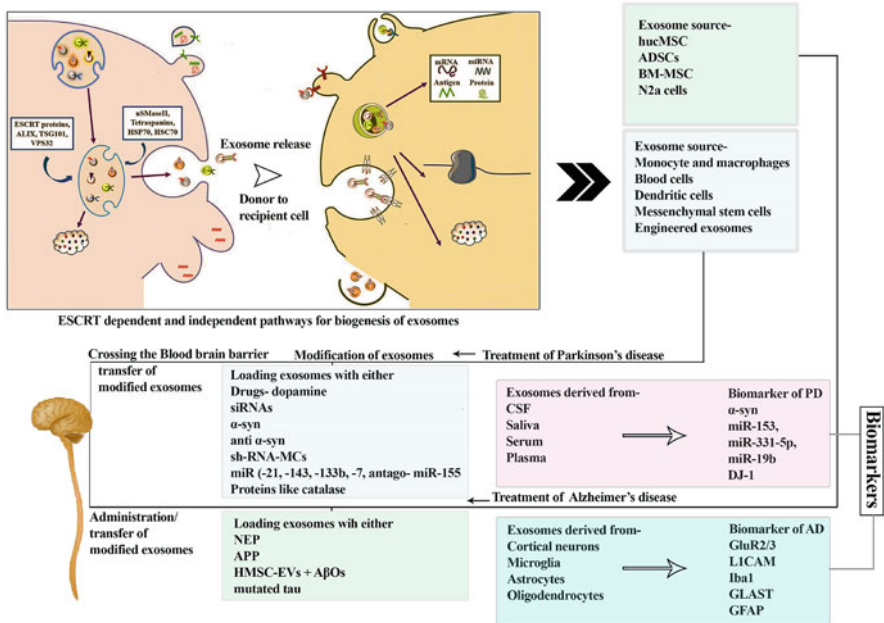 mRNA miRNA
Antigen Protein
ESCRT proteins,
ALIX, TSG101,
VPS32
nSMaseII,
Tetraspanins,
HSP70, HSC70
Exosome release
Donor to
recipient cell
ESCRT dependent and independent pathways for biogenesis of exosomes
Exosome source-
hucMSC
ADSCs
BM-MSC
N2a cells
Exosome source-
Monocyte and macrophages
Blood cells
Dendritic cells
Messenchymal stem cells
Engineered exosomes
Crossing the Blood brain barrier
transfer of
modified exosomes
Modification of exosomes
Treatment of Parkinson's disease
Loading exosomes with either
Drugs- dopamine
siRNAs
α-syn
anti α-syn
sh-RNA-MCs
miR (-21, -143, -133b, -7, antago- miR-155
Proteins like catalase
Exosomes derived from-
CSF
Saliva
Serum
Plasma
Biomarker of PD
α-syn
miR-153,
miR-331-5p,
miR-19b
DJ-1
Biomarkers
Treatment of Alzheimer's disease
Administration/
transfer of
modified exosomes
Loading exosomes wih either
NEP
APP
HMSC-EVs + AβOs
mutated tau
Exosomes derived from-
Cortical neurons
Microglia
Astrocytes
Oligodendrocytes
Biomarker of AD
GluR2/3
L1CAM
Iba1
GLAST
GFAP